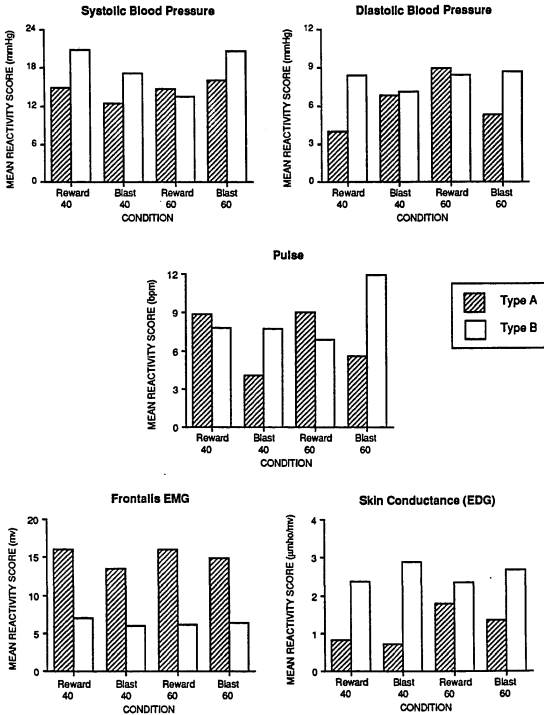 Systolic Blood Pressure
MEAN REACTIVITY SCORE (mmHg)
24
18
12
6
0
Reward 40
Blast 40
Reward 60
Blast 60
CONDITION
Diastolic Blood Pressure
MEAN REACTIVITY SCORE (mmHg)
12
9
6
3
0
Reward 40
Blast 40
Reward 60
Blast 60
CONDITION
Pulse
MEAN REACTIVITY SCORE (bpm)
12
9
6
3
0
Reward 40
Blast 40
Reward 60
Blast 60
CONDITION
Type A
Type B
Frontalis EMG
MEAN REACTIVITY SCORE (mv)
20
15
10
5
0
Reward 40
Blast 40
Reward 60
Blast 60
CONDITION
Skin Conductance (EDG)
MEAN REACTIVITY SCORE (µmho/mv)
4
3
2
1
0
Reward 40
Blast 40
Reward 60
Blast 60
CONDITION